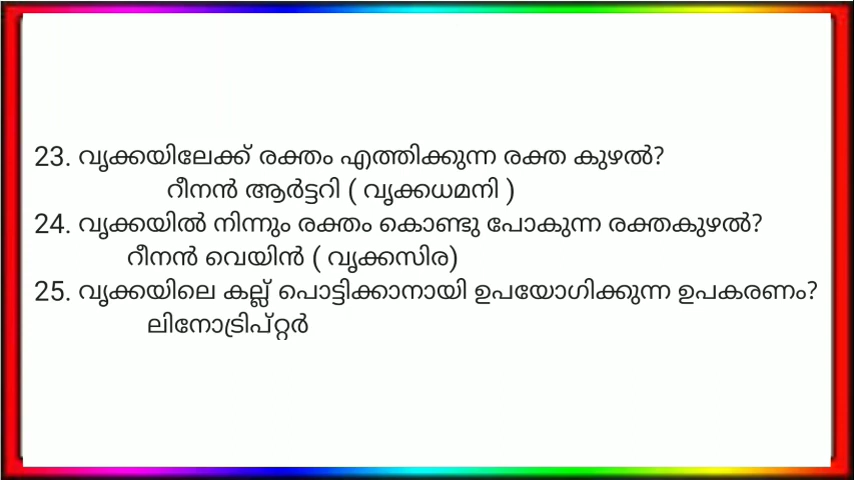 23. വൃക്കയിലേക്ക് രക്തം എത്തിക്കുന്ന രക്ത കുഴൽ?
റീനൻ ആർട്ടറി ( വൃക്കധമനി )
24. വൃക്കയിൽ നിന്നും രക്തം കൊണ്ടു പോകുന്ന രക്തകുഴൽ?
റീനൻ വെയിൻ ( വൃക്കസിര)
25. വൃക്കയിലെ കല്ല് പൊട്ടിക്കാനായി ഉപയോഗിക്കുന്ന ഉപകരണം?
ലിനോട്രിപ്റ്റർ